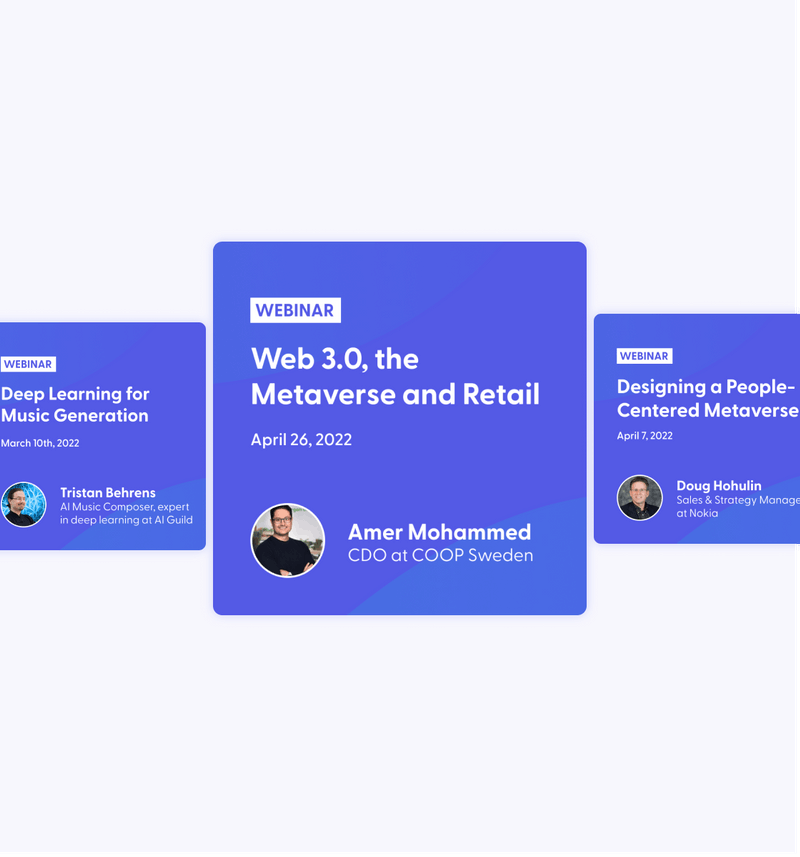 WEBINAR
Deep Learning for
Music Generation
March 10th, 2022
Tristan Behrens
AI Music Composer, expert
in deep learning at AI Guild
WEBINAR
Web 3.0, the
Metaverse and Retail
April 26, 2022
Amer Mohammed
CDO at COOP Sweden
WEBINAR
Designing a People-
Centered Metaverse
April 7, 2022
Doug Hohulin
Sales & Strategy Manage
at Nokia